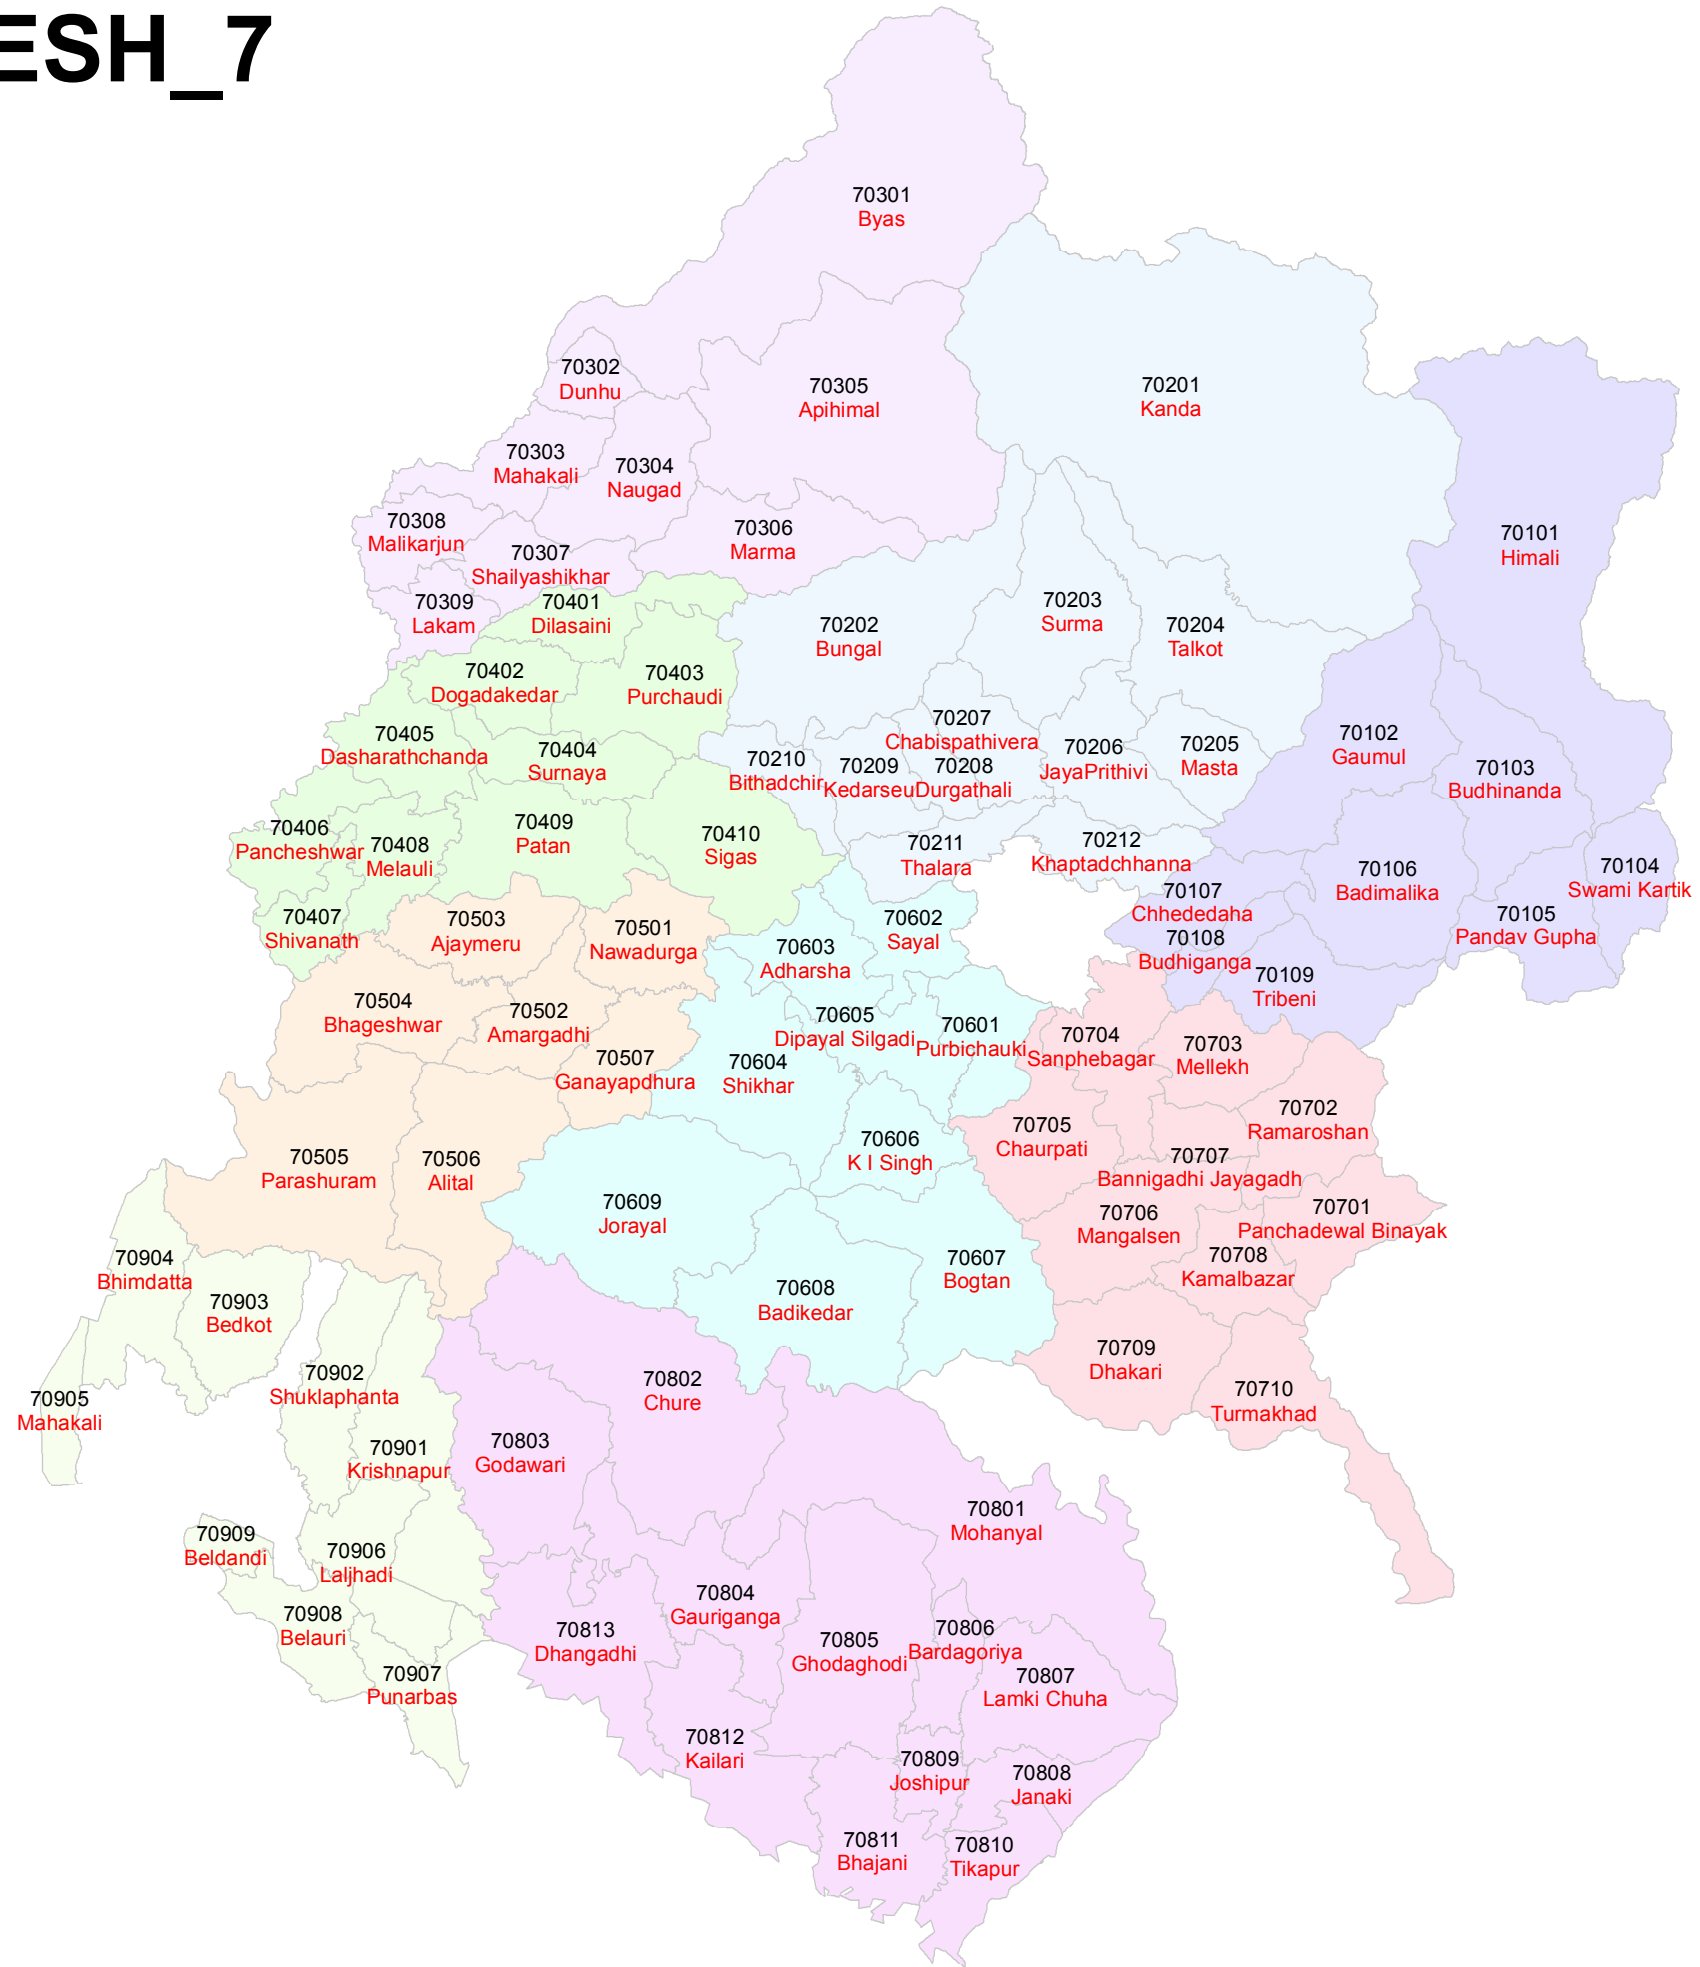 ESH_7
70301
Byas
70302
Dunhu
70305
Apihimal
70201
Kanda
70303
Mahakali
70304
Naugad
70308
Malikarjun
70306
Marma
70101
Himali
70307
Shailyashikhar
70309
Lakam
70401
Dilasaini
70202
Bungal
70203
Surma
70204
Talkot
70402
Dogadakedar
70403
Purchaudi
70405
Dasharathchanda
70404
Surnaya
70210
Bithadchir
70209
Kedarseu
70207
Chabispathivera
70208
Durgathali
70206
JayaPrithivi
70205
Masta
70102
Gaumul
70103
Budhinanda
70406
Pancheshwar
70408
Melauli
70409
Patan
70410
Sigas
70211
Thalara
70212
Khaptadchhanna
70106
Badimalika
70104
Swami Kartik
70107
Chhededaha
70105
Pandav Gupha
70407
Shivanath
70503
Ajaymeru
70501
Nawadurga
70603
Adharsha
70602
Sayal
70108
Budhiganga
70109
Tribeni
70504
Bhageshwar
70502
Amargadhi
70605
Dipayal Silgadi
70601
Purbichauki
70704
Sanphebagar
70703
Mellekh
70507
Ganayapdhura
70604
Shikhar
70702
Ramaroshan
70705
Chaurpati
70606
K I Singh
70505
Parashuram
70506
Alital
70707
Bannigadhi Jayagadh
70609
Jorayal
70706
Mangalsen
70701
Panchadewal Binayak
70904
Bhimdatta
70607
Bogtan
70708
Kamalbazar
70903
Bedkot
70608
Badikedar
70902
Shuklaphanta
70802
Chure
70709
Dhakari
70710
Turmakhad
70905
Mahakali
70901
Krishnapur
70803
Godawari
70801
Mohanyal
70909
Beldandi
70906
Laljhadi
70908
Belauri
70804
Gauriganga
70813
Dhangadhi
70805
Ghodaghodi
70806
Bardagoriya
70807
Lamki Chuha
70907
Punarbas
70812
Kailari
70809
Joshipur
70808
Janaki
70811
Bhajani
70810
Tikapur